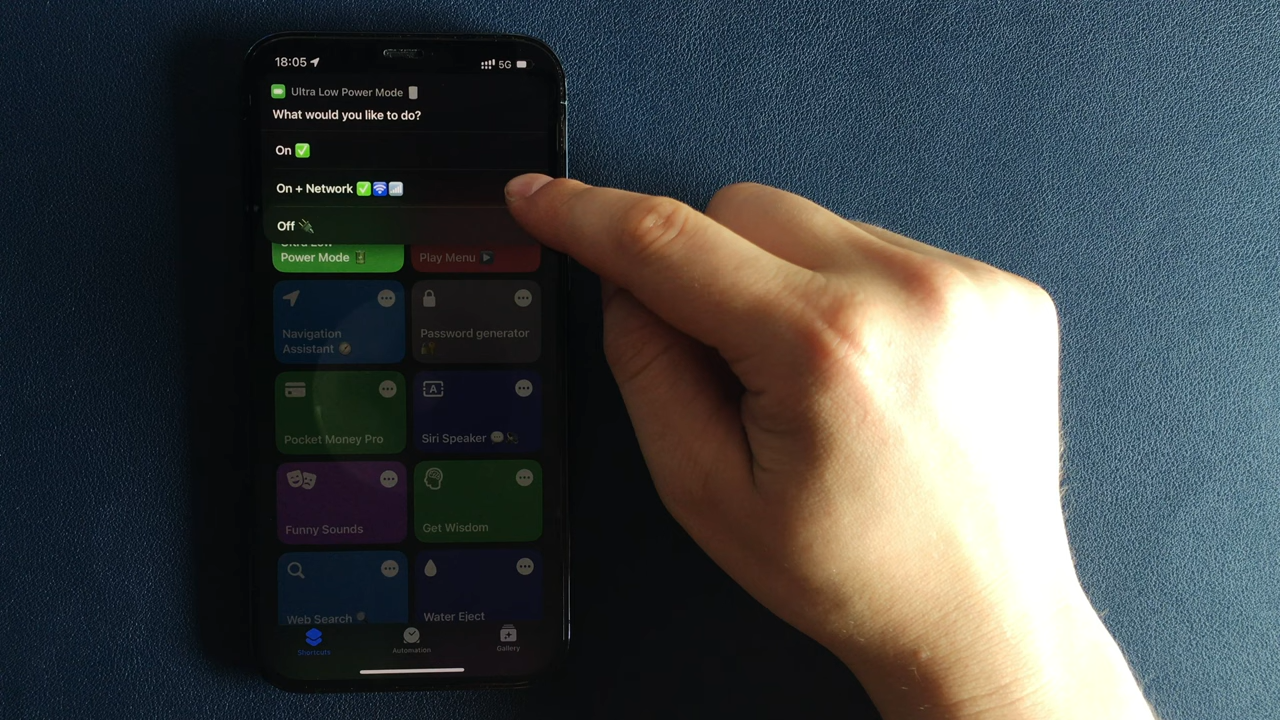 18:05
5G
Ultra Low Power Mode
What would you like to do?
On ✅
On + Network ✅🛜📶
Off
Ultra Low
Power Mode
Play Menu
Navigation
Assistant
Password generator
Pocket Money Pro
A
Siri Speaker
Funny Sounds
Get Wisdom
Web Search
Water Eject
Shortcuts
Automation
Gallery